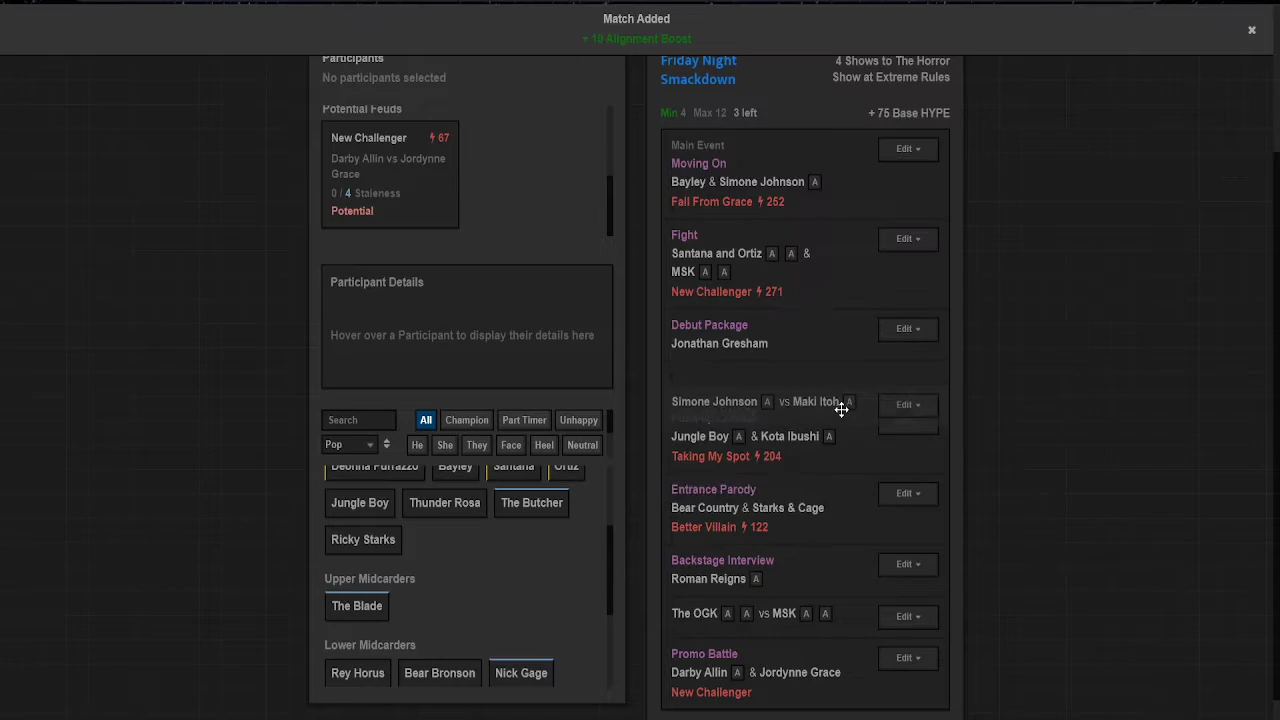 Match Added
+ 10 Alignment Boost
Participants
No participants selected
Potential Feuds
New Challenger 67
Darby Allin vs Jordynne
Grace
0 / 4 Staleness
Potential
Participant Details
Hover over a Participant to display their details here
Search All Champion Part Timer Unhappy
Pop He She They Face Heel Neutral
Deonna Purrazzo Bayley Santana Ortiz
Jungle Boy Thunder Rosa The Butcher
Ricky Starks
Upper Midcarders
The Blade
Lower Midcarders
Rey Horus Bear Bronson Nick Gage
Friday Night
Smackdown
4 Shows to The Horror
Show at Extreme Rules
Min 4 Max 12 3 left + 75 Base HYPE
Main Event
Moving On
Bayley & Simone Johnson A
Fall From Grace 252
Edit
Fight
Santana and Ortiz A A &
MSK A A
New Challenger 271
Edit
Debut Package
Jonathan Gresham
Edit
Simone Johnson A vs Maki Itoh A
Edit
Jungle Boy A & Kota Ibushi A
Taking My Spot 204
Entrance Parody
Bear Country & Starks & Cage
Better Villain 122
Edit
Backstage Interview
Roman Reigns A
Edit
The OGK A A vs MSK A A
Edit
Promo Battle
Darby Allin A & Jordynne Grace
New Challenger
Edit